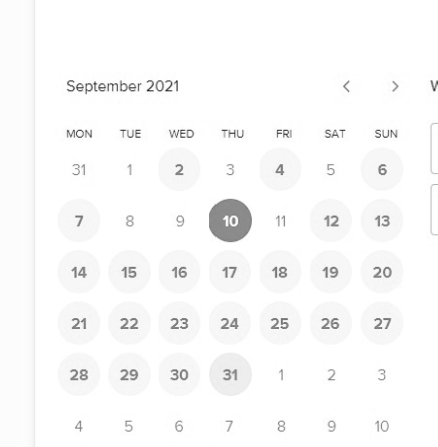 September 2021
W
MON TUE WED THU FRI SAT SUN
31 1 2 3 4 5 6
7 8 9 10 11 12 13
14 15 16 17 18 19 20
21 22 23 24 25 26 27
28 29 30 31 1 2 3
4 5 6 7 8 9 10